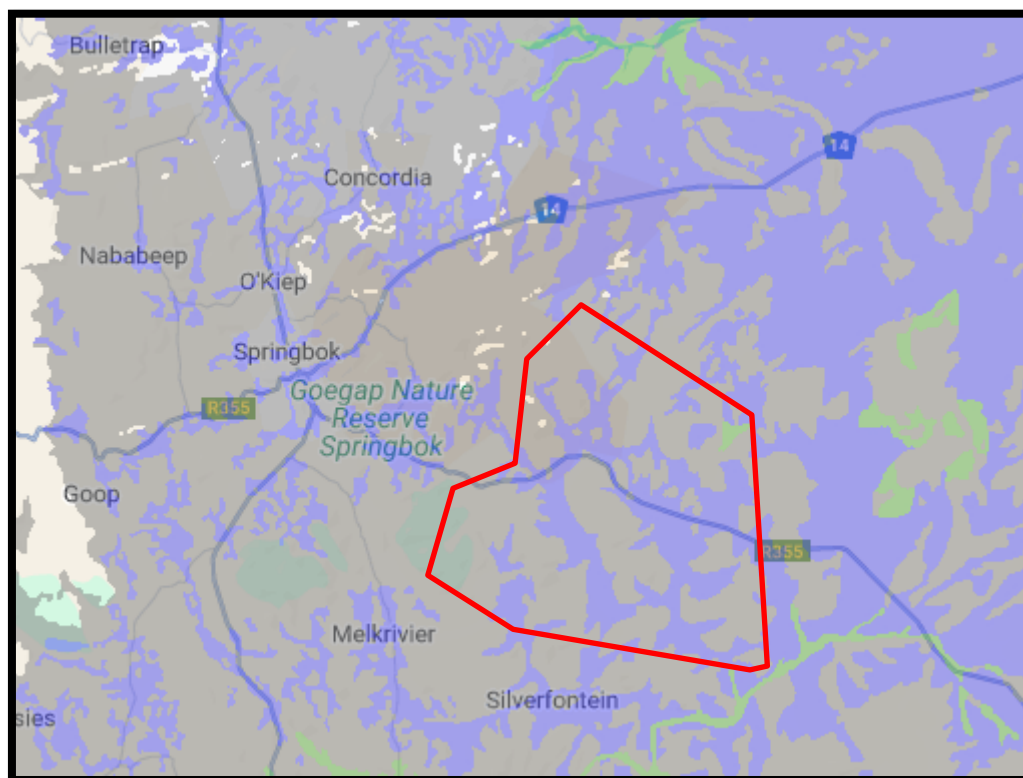 Bulletrap
14
Concordia
14
Nababeep
O'Kiep
Springbok
Goegap Nature
Reserve
Springbok
R355
Goop
R355
Melkrivier
Silverfontein
sies